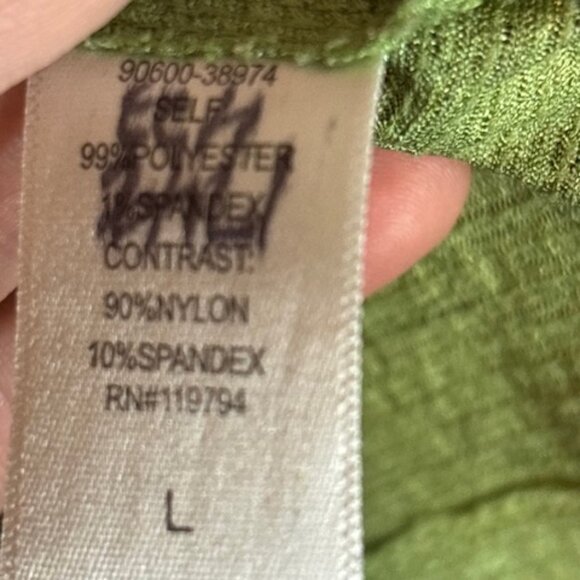 90600-38974
SELF
99%POLYESTER
1%SPANDEX
CONTRAST:
90%NYLON
10%SPANDEX
RN#119794
L